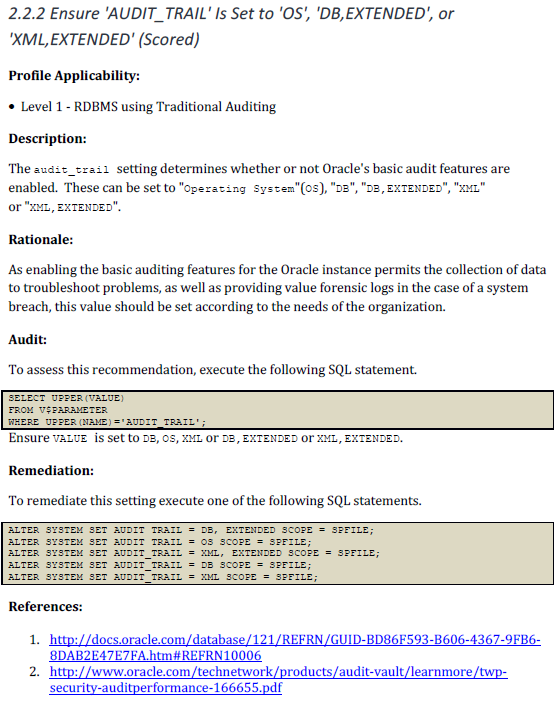 2.2.2 Ensure 'AUDIT_TRAIL' Is Set to 'OS', 'DB,EXTENDED', or
'XML,EXTENDED' (Scored)
Profile Applicability:
• Level 1 - RDBMS using Traditional Auditing
Description:
The audit_trail setting determines whether or not Oracle's basic audit features are
enabled. These can be set to "Operating System"(OS), "DB", "DB,EXTENDED", "XML"
or "XML,EXTENDED".
Rationale:
As enabling the basic auditing features for the Oracle instance permits the collection of data
to troubleshoot problems, as well as providing value forensic logs in the case of a system
breach, this value should be set according to the needs of the organization.
Audit:
To assess this recommendation, execute the following SQL statement.
SELECT UPPER(VALUE)
FROM V$PARAMETER
WHERE UPPER(NAME)='AUDIT_TRAIL';
Ensure VALUE is set to DB, OS, XML or DB,EXTENDED or XML,EXTENDED.
Remediation:
To remediate this setting execute one of the following SQL statements.
ALTER SYSTEM SET AUDIT_TRAIL = DB, EXTENDED SCOPE = SPFILE;
ALTER SYSTEM SET AUDIT_TRAIL = OS SCOPE = SPFILE;
ALTER SYSTEM SET AUDIT_TRAIL = XML, EXTENDED SCOPE = SPFILE;
ALTER SYSTEM SET AUDIT_TRAIL = DB SCOPE = SPFILE;
ALTER SYSTEM SET AUDIT_TRAIL = XML SCOPE = SPFILE;
References:
1. http://docs.oracle.com/database/121/REFRN/GUID-BD86F593-B606-4367-9FB6-
8DAB2E47E7FA.htm#REFRN10006
2. http://www.oracle.com/technetwork/products/audit-vault/learnmore/twp-
security-auditperformance-166655.pdf